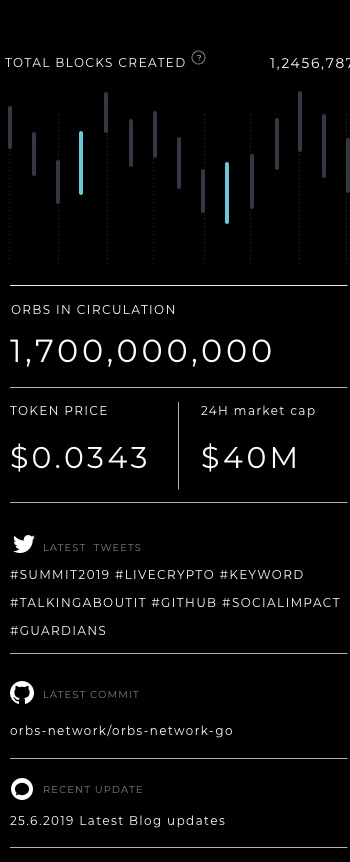 TOTAL BLOCKS CREATED ? 1,2456,787
ORBS IN CIRCULATION
1,700,000,000
TOKEN PRICE 24H market cap
$0.0343 $40M
LATEST TWEETS
#SUMMIT2019 #LIVECRYPTO #KEYWORD
#TALKINGABOUTIT #GITHUB #SOCIALIMPACT
#GUARDIANS
LATEST COMMIT
orbs-network/orbs-network-go
RECENT UPDATE
25.6.2019 Latest Blog updates